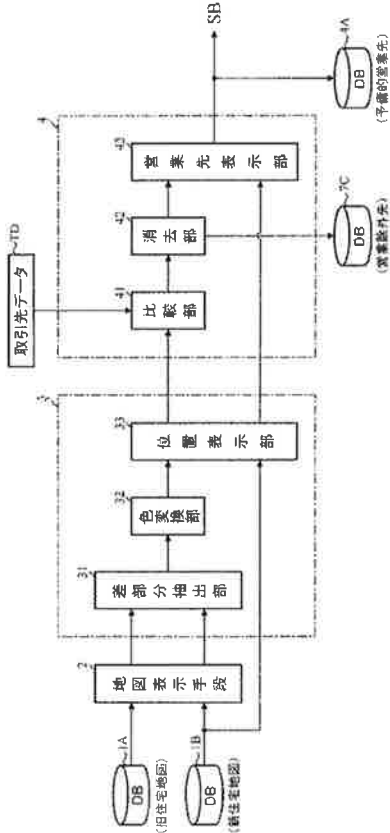 DB
1A
(旧住宅地図)
DB
1B
(新住宅地図)
2
地図表示手段
3
31
差部分抽出部
32
色変換部
33
位置表示部
取引先データ
TD
4
41
比較部
42
消去部
43
営業先表示部
SB
DB
7C
(営業除外先)
DB
4A
(予備的営業先)